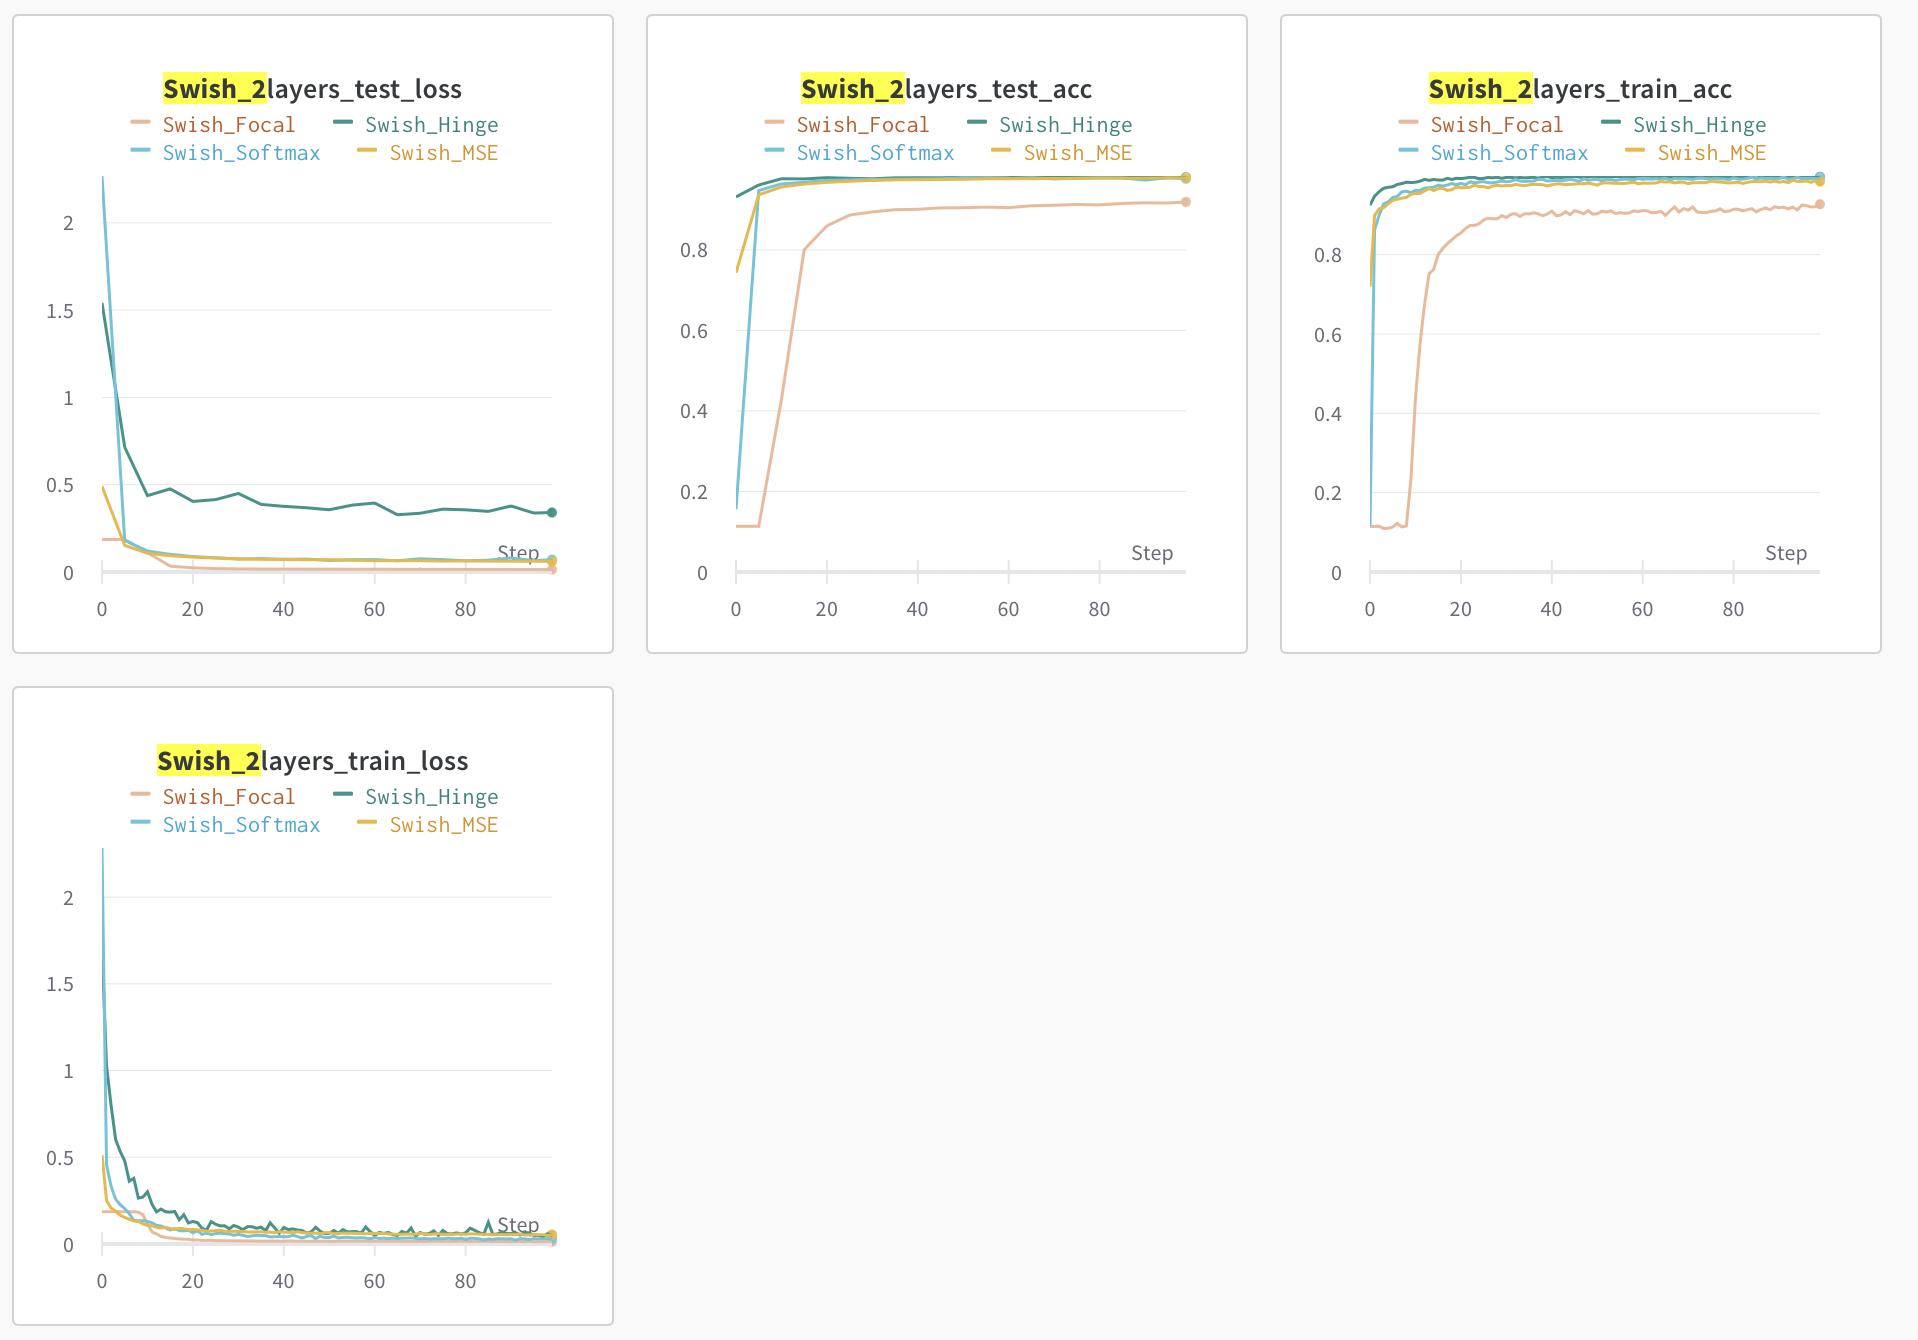 Swish_2layers_test_loss
Swish_Focal Swish_Hinge
Swish_Softmax Swish_MSE
2
1.5
1
0.5
0
Step
0 20 40 60 80
Swish_2layers_test_acc
Swish_Focal Swish_Hinge
Swish_Softmax Swish_MSE
0.8
0.6
0.4
0.2
0
Step
0 20 40 60 80
Swish_2layers_train_acc
Swish_Focal Swish_Hinge
Swish_Softmax Swish_MSE
0.8
0.6
0.4
0.2
0
Step
0 20 40 60 80
Swish_2layers_train_loss
Swish_Focal Swish_Hinge
Swish_Softmax Swish_MSE
2
1.5
1
0.5
0
Step
0 20 40 60 80